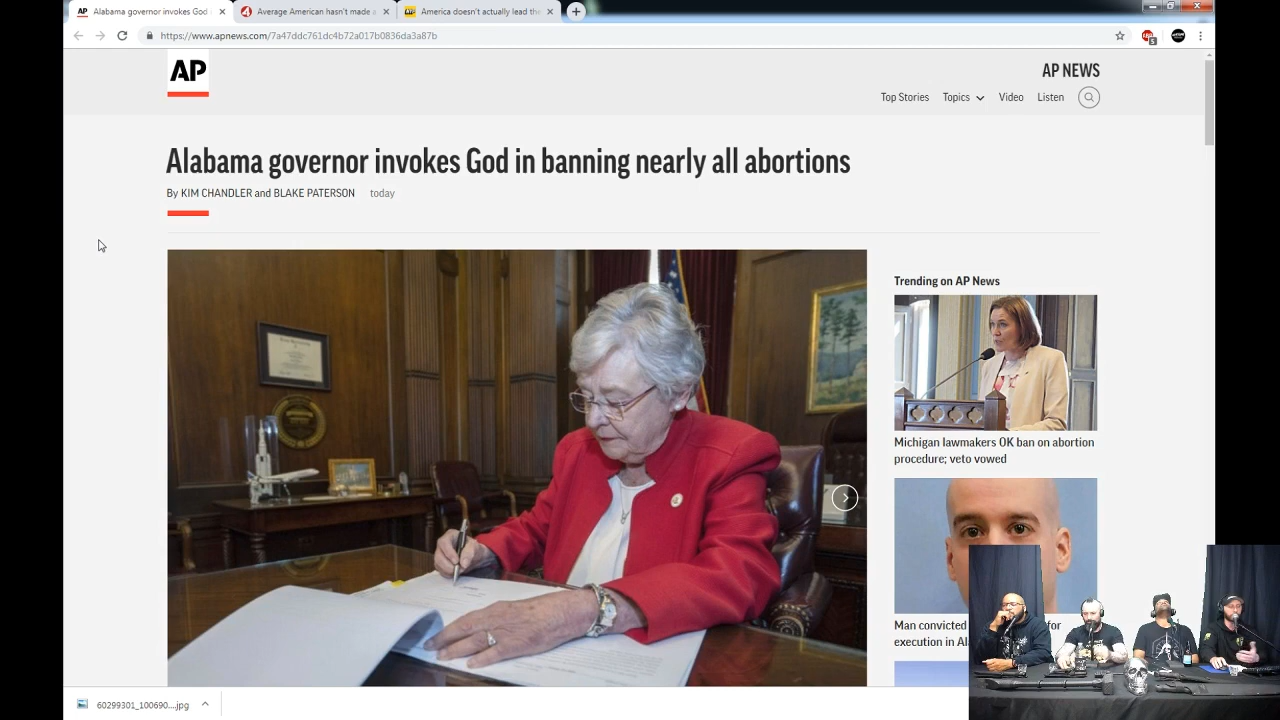 AP Alabama governor invokes God
Average American hasn't made
America doesn't actually lead the
https://www.apnews.com/7a47ddc761dc4b72a017b0836da3a87b
5
AP
AP NEWS
Top Stories Topics Video Listen
Alabama governor invokes God in banning nearly all abortions
By KIM CHANDLER and BLAKE PATERSON today
Trending on AP News
Michigan lawmakers OK ban on abortion
procedure; veto vowed
Man convicted for
execution in
60299301_100690....jpg